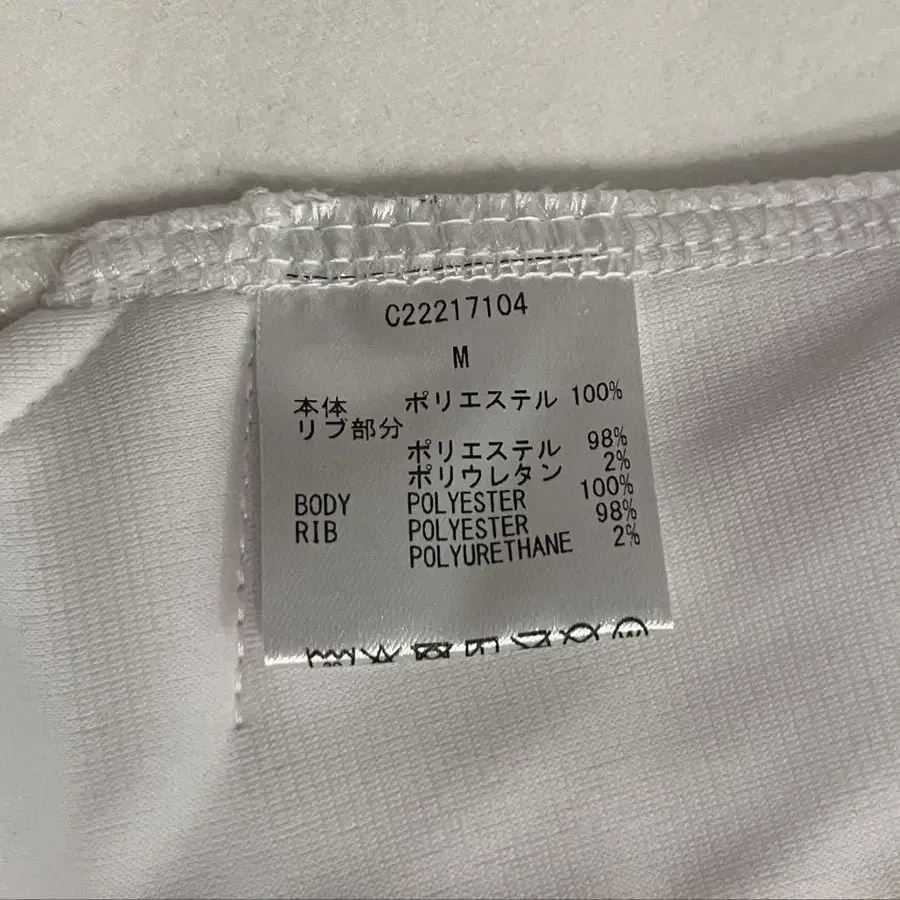 C22217104
M
本体 ポリエステル 100%
リブ部分
ポリエステル 98%
ポリウレタン 2%
BODY POLYESTER 100%
RIB POLYESTER 98%
POLYURETHANE 2%